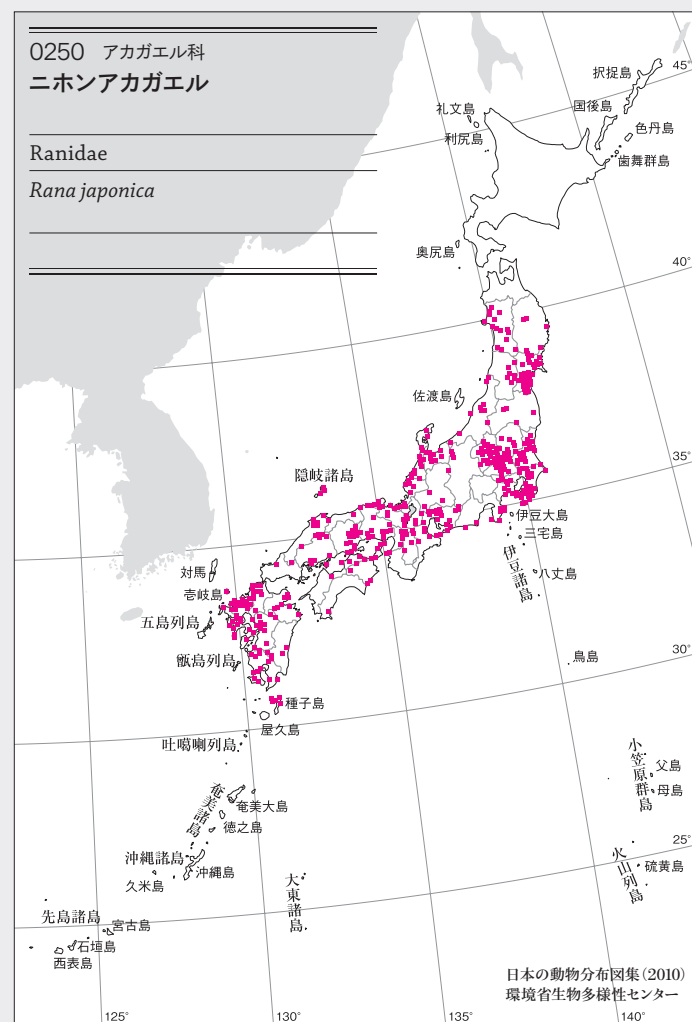 0250 アカガエル科
ニホンアカガエル
Ranidae
Rana japonica
45°
択捉島
国後島
礼文島
色丹島
利尻島
歯舞群島
奥尻島
40°
佐渡島
35°
隠岐諸島
伊豆大島
三宅島
伊豆諸島
八丈島
対馬
壱岐島
五島列島
甑島列島
30°
鳥島
種子島
屋久島
吐噶喇列島
小笠原群島
父島
母島
奄美諸島
奄美大島
徳之島
25°
沖縄諸島
沖縄島
久米島
火山列島
硫黄島
大東諸島
先島諸島
宮古島
石垣島
西表島
日本の動物分布図集(2010)
環境省生物多様性センター
125°
130°
135°
140°